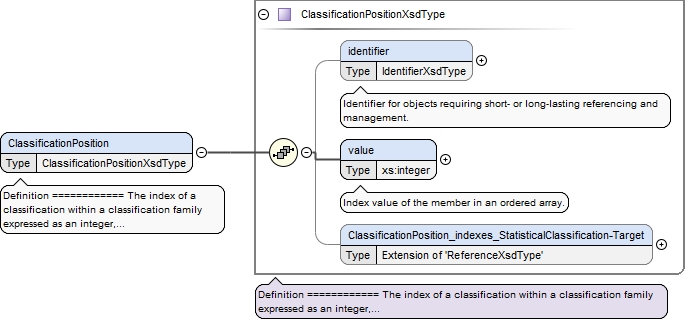 ClassificationPositionXsdType
identifier
Type IdentifierXsdType
Identifier for objects requiring short- or long-lasting referencing and
management.
ClassificationPosition
Type ClassificationPositionXsdType
Definition ============ The index of a
classification within a classification family
expressed as an integer,...
value
Type xs:integer
Index value of the member in an ordered array.
ClassificationPosition_indexes_StatisticalClassification-Target
Type Extension of 'ReferenceXsdType'
Definition ============ The index of a classification within a classification family
expressed as an integer,...